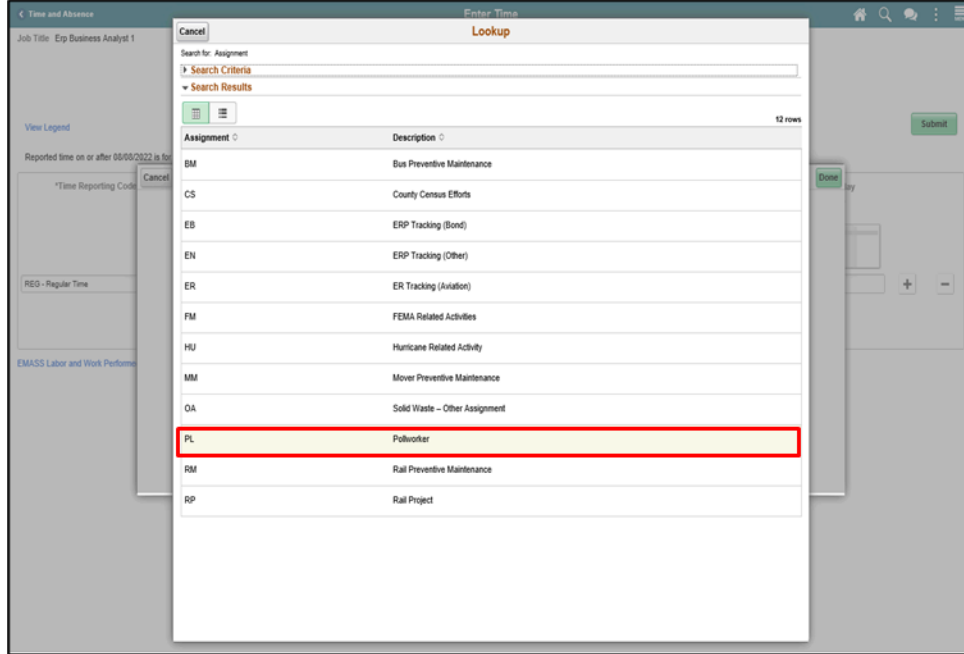 Time and Absence
Enter Time
Job Title Erp Business Analyst 1
Cancel
Lookup
Search for: Assignment
Search Criteria
Search Results
12 rows
View Legend
Submit
Assignment Description
Reported time on or after 08/08/2022 is for
BM Bus Preventive Maintenance
Cancel
Done
*Time Reporting Code
CS County Census Efforts
EB ERP Tracking (Bond)
EN ERP Tracking (Other)
REG - Regular Time
ER ER Tracking (Aviation)
FM FEMA Related Activities
HU Hurricane Related Activity
EMASS Labor and Work Performe
MM Mover Preventive Maintenance
OA Solid Waste – Other Assignment
PL Pollworker
RM Rail Preventive Maintenance
RP Rail Project